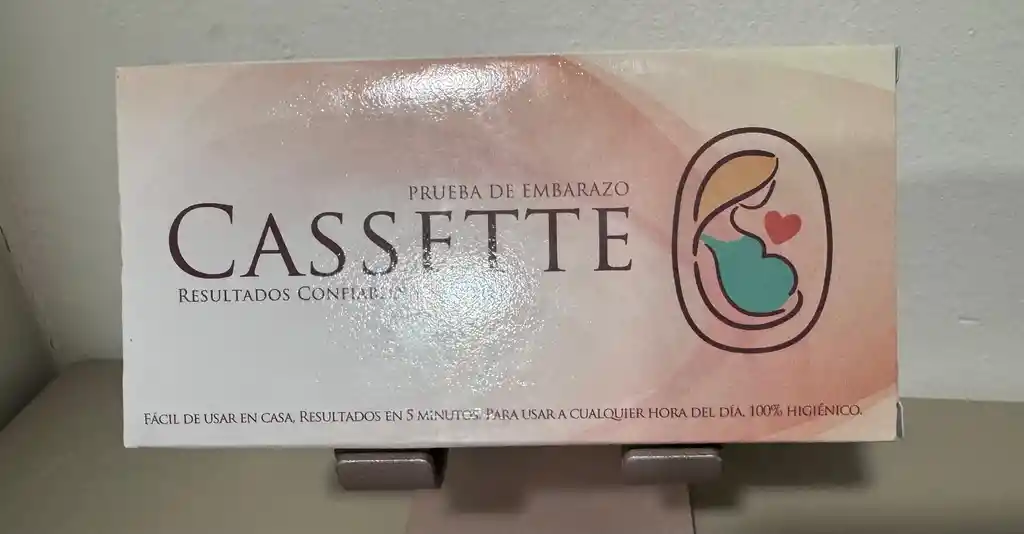 PRUEBA DE EMBARAZO
CASSETTE
RESULTADOS
FÁCIL DE USAR EN CASA, RESULTADOS EN 5 MINUTOS. PARA USAR A CUALQUIER HORA DEL DÍA, 100% HIGIÉNICO.